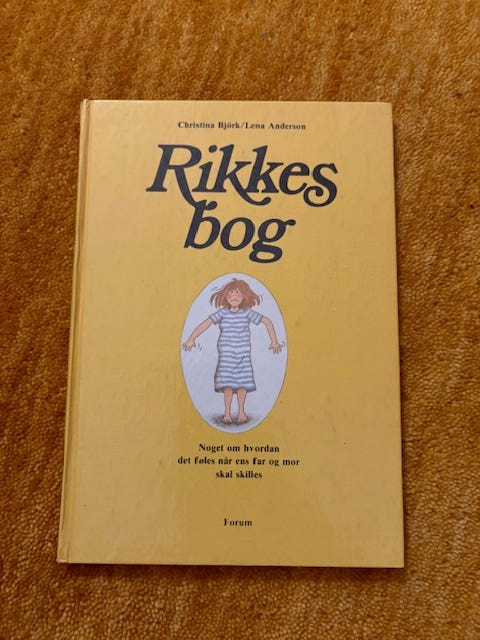 Christina Björk/Lena Anderson
Rikkes
bog
Noget om hvordan
det føles når ens far og mor
skal skilles
Forum